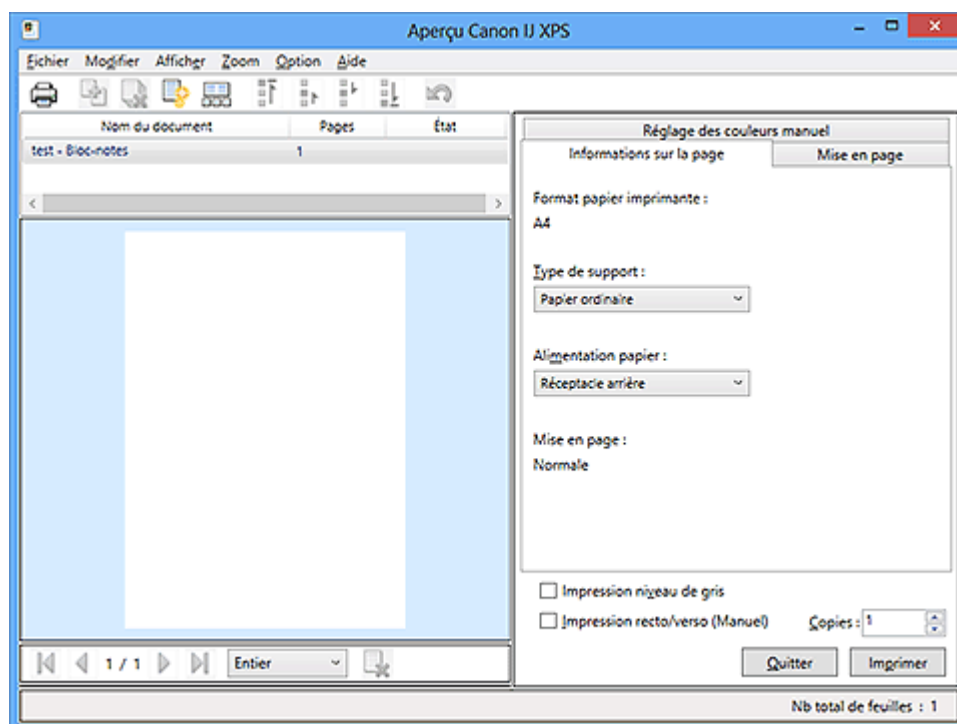 Aperçu Canon IJ XPS
Fichier Modifier Afficher Zoom Option Aide
Nom du document Pages État
test - Bloc-notes 1
Réglage des couleurs manuel
Informations sur la page Mise en page
Format papier imprimante :
A4
Type de support :
Papier ordinaire
Alimentation papier :
Réceptacle arrière
Mise en page :
Normale
Impression niveau de gris
Impression recto/verso (Manuel) Copies : 1
1 / 1 Entier
Quitter Imprimer
Nb total de feuilles : 1